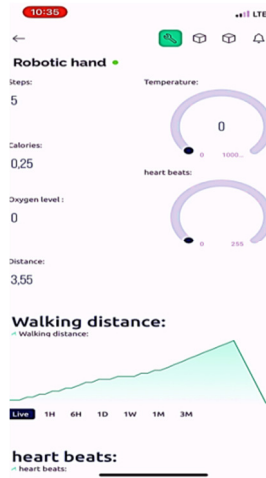 10:35
LTE
Robotic hand
Steps:
5
Temperature:
0
0 1000...
Calories:
0,25
heart beats:
Oxygen level :
0
0 255
Distance:
3,55
Walking distance:
Walking distance:
Live 1H 6H 1D 1W 1M 3M
heart beats:
heart beats: